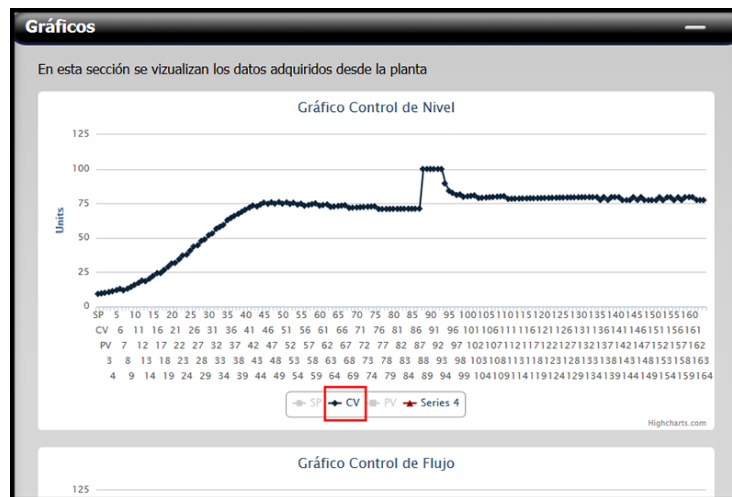 Gráficos
En esta sección se vizualizan los datos adquiridos desde la planta
Gráfico Control de Nivel
125
100
75
50
25
0
Units
SP 5 10 15 20 25 30 35 40 45 50 55 60 65 70 75 80 85 90 95 100105110115120125130135140145150155160
CV 6 11 16 21 26 31 36 41 46 51 56 61 66 71 76 81 86 91 96 101106111116121126131136141146151156161
PV 7 12 17 22 27 32 37 42 47 52 57 62 67 72 77 82 87 92 97 102107112117122127132137142147152157162
3 8 13 18 23 28 33 38 43 48 53 58 63 68 73 78 83 88 93 98 103108113118123128133138143148153158163
4 9 14 19 24 29 34 39 44 49 54 59 64 69 74 79 84 89 94 99 104109114119124129134139144149154159164
SP CV PV Series 4
Highcharts.com
Gráfico Control de Flujo
125